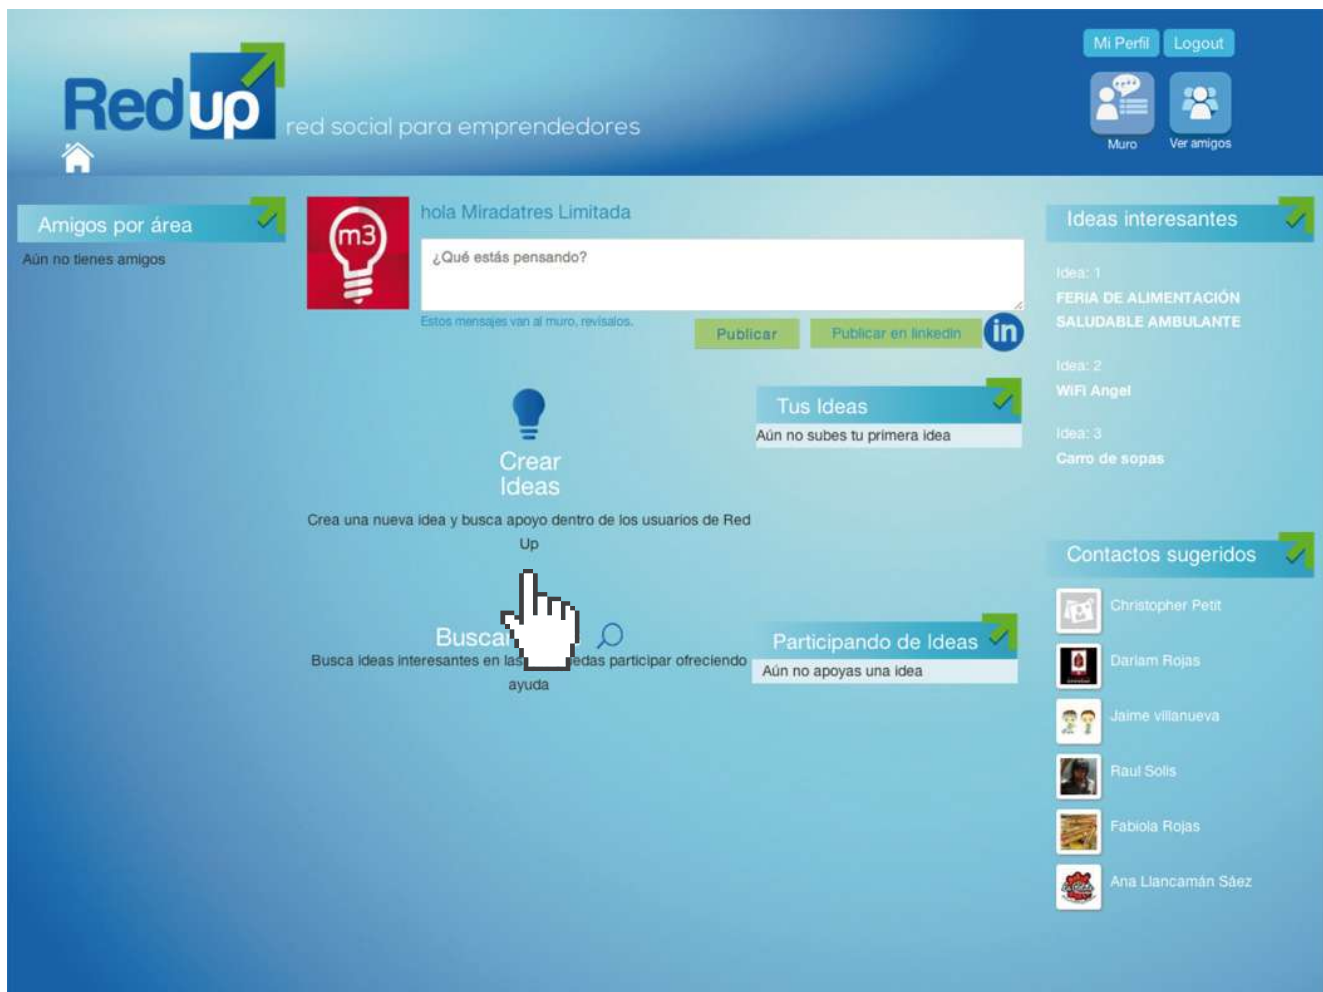 Mi Perfil
Logout
Redup
red social para emprendedores
Muro
Ver amigos
Amigos por área
Aún no tienes amigos
m3
hola Miradatres Limitada
¿Qué estás pensando?
Estos mensajes van al muro, revísalos.
Publicar
Publicar en linkedin
in
Crear
Ideas
Crea una nueva idea y busca apoyo dentro de los usuarios de Red
Up
Buscar
Busca ideas interesantes en las edas participar ofreciendo
ayuda
Tus Ideas
Aún no subes tu primera idea
Participando de Ideas
Aún no apoyas una idea
Ideas interesantes
Idea: 1
FERIA DE ALIMENTACIÓN
SALUDABLE AMBULANTE
Idea: 2
WiFi Angel
Idea: 3
Carro de sopas
Contactos sugeridos
Christopher Petit
Dariam Rojas
Jaime villanueva
Raul Solis
Fabiola Rojas
Ana Llancamán Sáez